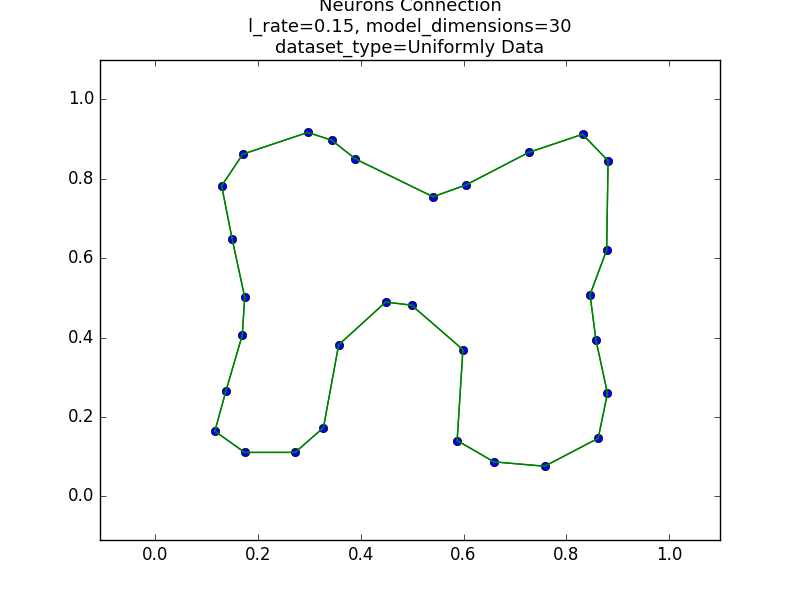 Neurons Connection
l_rate=0.15, model_dimensions=30
dataset_type=Uniformly Data
1.0
0.8
0.6
0.4
0.2
0.0
0.0 0.2 0.4 0.6 0.8 1.0